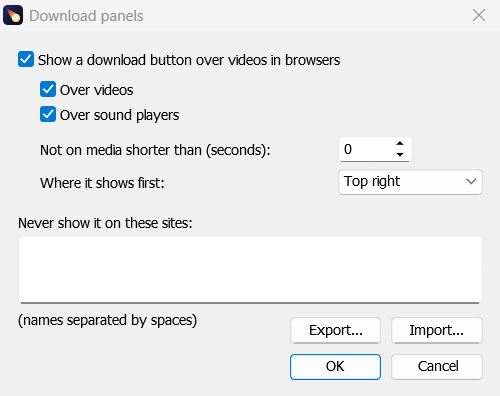 Download panels
Show a download button over videos in browsers
Over videos
Over sound players
Not on media shorter than (seconds): 0
Where it shows first: Top right
Never show it on these sites:
(names separated by spaces)
Export... Import...
OK Cancel